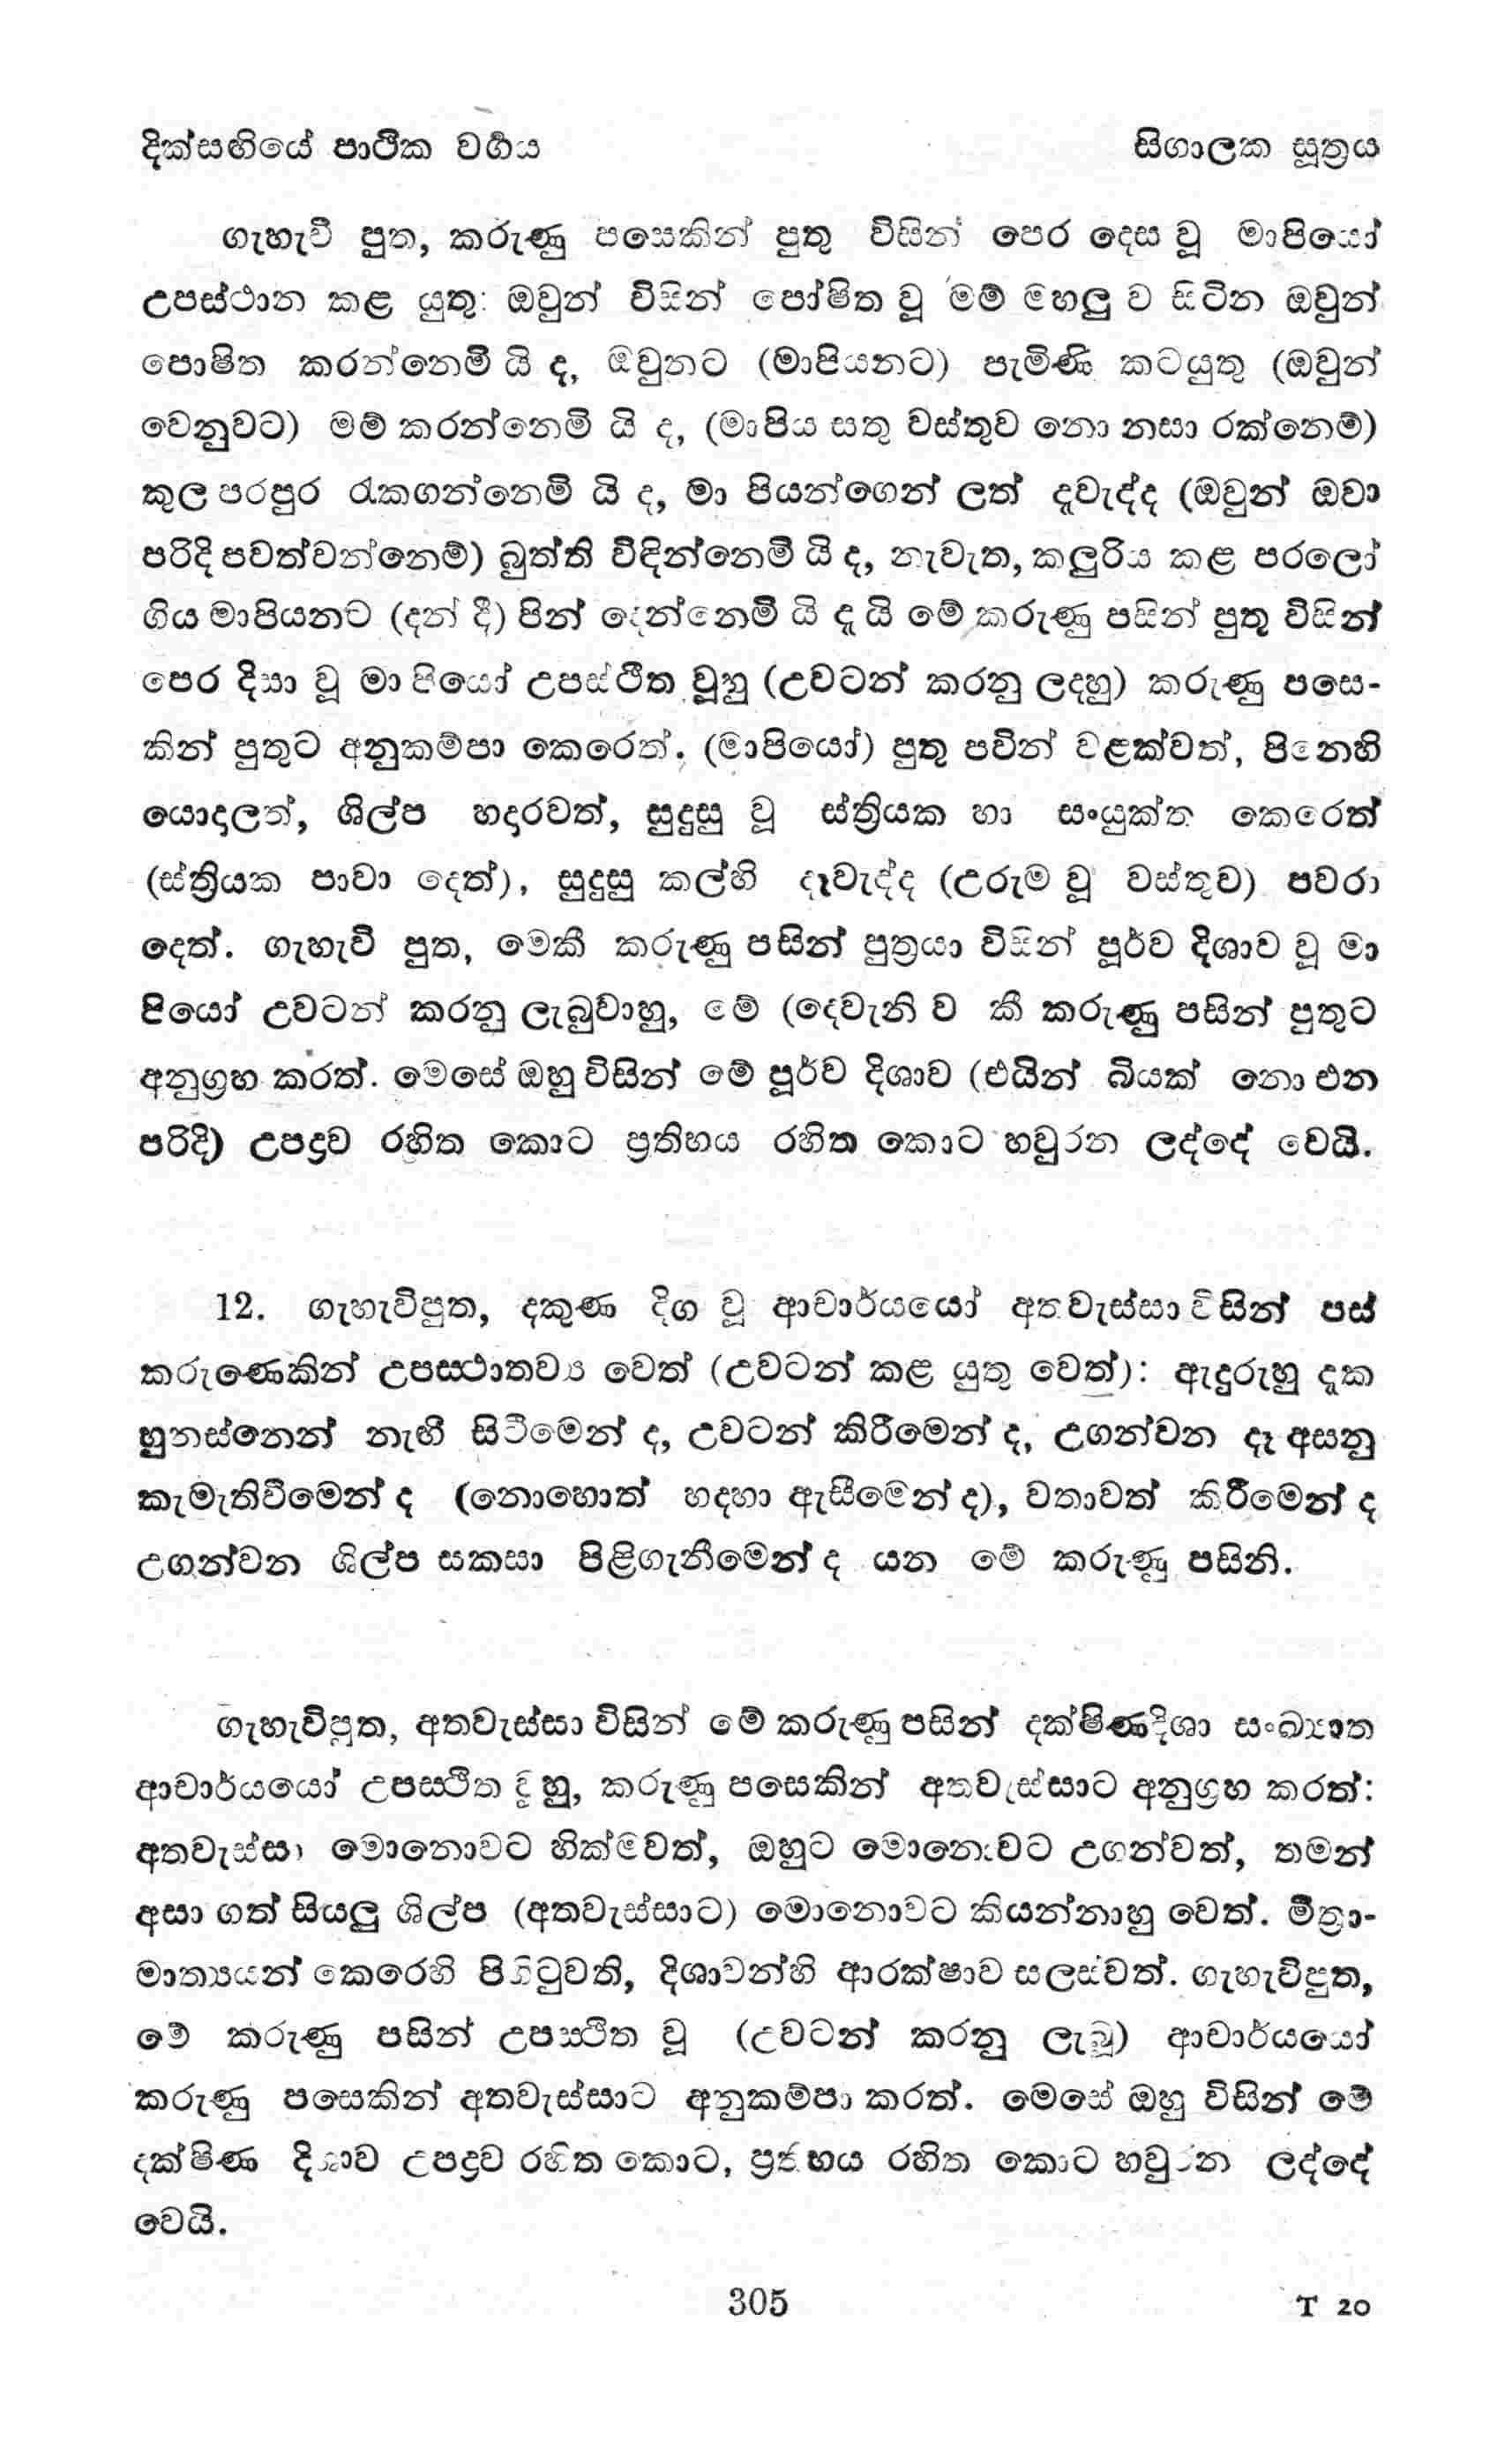 දික්සඟියේ පාථික වර්‍ගය සිගාලක සූත්‍රය
ගැහැවී පුත, කරුණු පසෙකින් පුතු විසින් පෙර දෙස වූ මාපියෝ
උපස්ථාන කළ යුතු: ඔවුන් විසින් පෝෂිත වූ මම් මහලු ව සිටින ඔවුන්
පොෂිත කරන්නෙමී යි ද, ඔවුනට (මාපියනට) පැමිණි කටයුතු (ඔවුන්
වෙනුවට) මම් කරන්නෙමි යි ද, (මාපිය සතු වස්තුව නො නසා රක්නෙම්)
කුල පරපුර රැකගන්නෙමි යි ද, මා පියන්ගෙන් ලත් දූවැද්ද (ඔවුන් ඔවා
පරිදි පවත්වන්නෙම්) බුත්ති විඳින්නෙමී යි ද, නැවැත, කලුරිය කළ පරලෝ
ගිය මාපියනට (දන් දී) පින් දෙන්නෙමී යි දැ යි මේ කරුණු පසින් පුතු විසින්
පෙර දිසා වූ මා පියෝ උපස්ථිත වූහු (උවටන් කරනු ලදහු) කරුණු පසෙ-
කින් පුතුට අනුකම්පා කෙරෙත්. (මාපියෝ) පුතු පවින් වළක්වත්, පිනෙහි
යොදාලත්, ශිල්ප හදාරවත්, සුදුසු වූ ස්ත්‍රියක හා සංයුක්ත කෙරෙත්
(ස්ත්‍රියක පාවා දෙත්), සුදුසු කල්හි දෑවැද්ද (උරුම වූ වස්තුව) පවරා
දෙත්. ගැහැවි පුත, මෙකී කරුණු පසින් පුත්‍රයා විසින් පූර්ව දිශාව වූ මා
පියෝ උවටන් කරනු ලැබුවාහු, මේ (දෙවැනි ව කී කරුණු පසින් පුතුට
අනුග්‍රහ කරත්. මෙසේ ඔහු විසින් මේ පූර්ව දිශාව (එයින් බියක් නො එන
පරිදි) උපද්‍රව රහිත කොට ප්‍රතිභය රහිත කොට හවුරන ලද්දේ වෙයි.
12. ගැහැවිපුත, දකුණ දිග වූ ආචාර්යයෝ අතවැස්සා විසින් පස්
කරුණෙකින් උපස්ථාතව්‍ය වෙත් (උවටන් කළ යුතු වෙත්): ඇදුරුහු දැක
හුනස්නෙන් නැඟී සිටීමෙන් ද, උවටන් කිරීමෙන් ද, උගන්වන දෑ අසනු
කැමැතිවීමෙන් ද (නොහොත් හදහා ඇසීමෙන් ද), වතාවත් කිරීමෙන් ද
උගන්වන ශිල්ප සකසා පිළිගැනීමෙන් ද යන මේ කරුණු පසිනි.
ගැහැවිපුත, අතවැස්සා විසින් මේ කරුණු පසින් දක්ෂිණදිශා සංඛ්‍යාත
ආචාර්යයෝ උපස්ථිත වූහු, කරුණු පසෙකින් අතවැස්සාට අනුග්‍රහ කරත්:
අතවැස්සා මොනොවට හික්මවත්, ඔහුට මොනොවට උගන්වත්, තමන්
අසා ගත් සියලු ශිල්ප (අතවැස්සාට) මොනොවට කියන්නාහු වෙත්. මිත්‍රා-
මාත්‍යයන් කෙරෙහි පිහිටුවති, දිශාවන්හි ආරක්ෂාව සලස්වත්. ගැහැවිපුත,
මේ කරුණු පසින් උපස්ථිත වූ (උවටන් කරනු ලැබූ) ආචාර්යයෝ
කරුණු පසෙකින් අතවැස්සාට අනුකම්පා කරත්. මෙසේ ඔහු විසින් මේ
දක්ෂිණ දිශාව උපද්‍රව රහිත කොට, ප්‍රතිභය රහිත කොට හවුරන ලද්දේ
වෙයි.
305 T 20